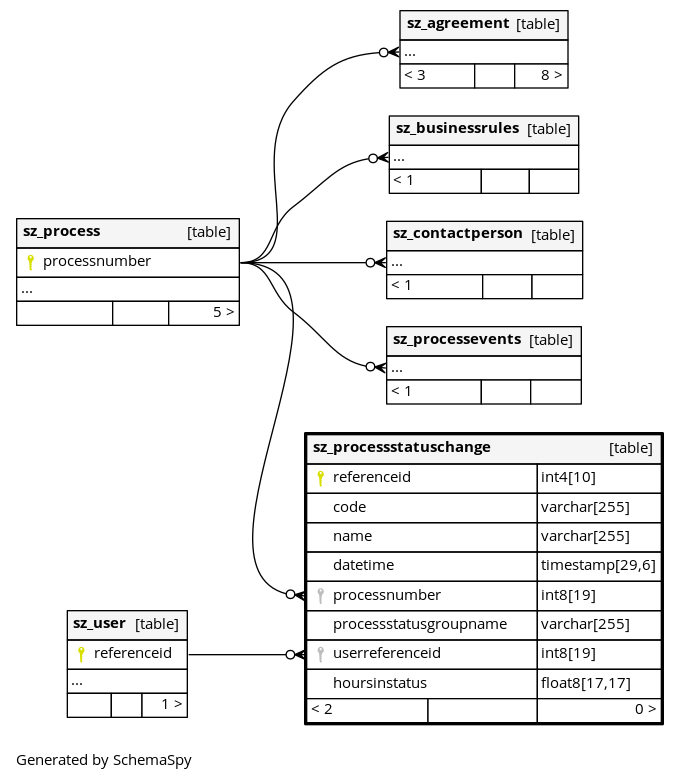 sz_agreement [table]
...
< 3 8 >
sz_businessrules [table]
...
< 1
sz_process [table]
processnumber
...
5 >
sz_contactperson [table]
...
< 1
sz_processevents [table]
...
< 1
sz_processstatuschange [table]
referenceid int4[10]
code varchar[255]
name varchar[255]
datetime timestamp[29,6]
processnumber int8[19]
processstatusgroupname varchar[255]
userreferenceid int8[19]
hoursinstatus float8[17,17]
< 2 0 >
sz_user [table]
referenceid
...
1 >
Generated by SchemaSpy